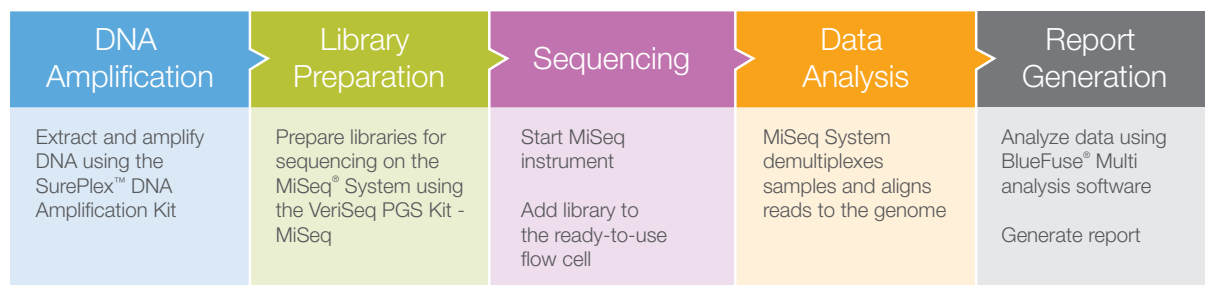 DNA
Amplification
Library
Preparation
Sequencing
Data
Analysis
Report
Generation
Extract and amplify
DNA using the
SurePlex™ DNA
Amplification Kit
Prepare libraries for
sequencing on the
MiSeq® System using
the VeriSeq PGS Kit -
MiSeq
Start MiSeq
instrument
Add library to
the ready-to-use
flow cell
MiSeq System
demultiplexes
samples and aligns
reads to the genome
Analyze data using
BlueFuse® Multi
analysis software
Generate report